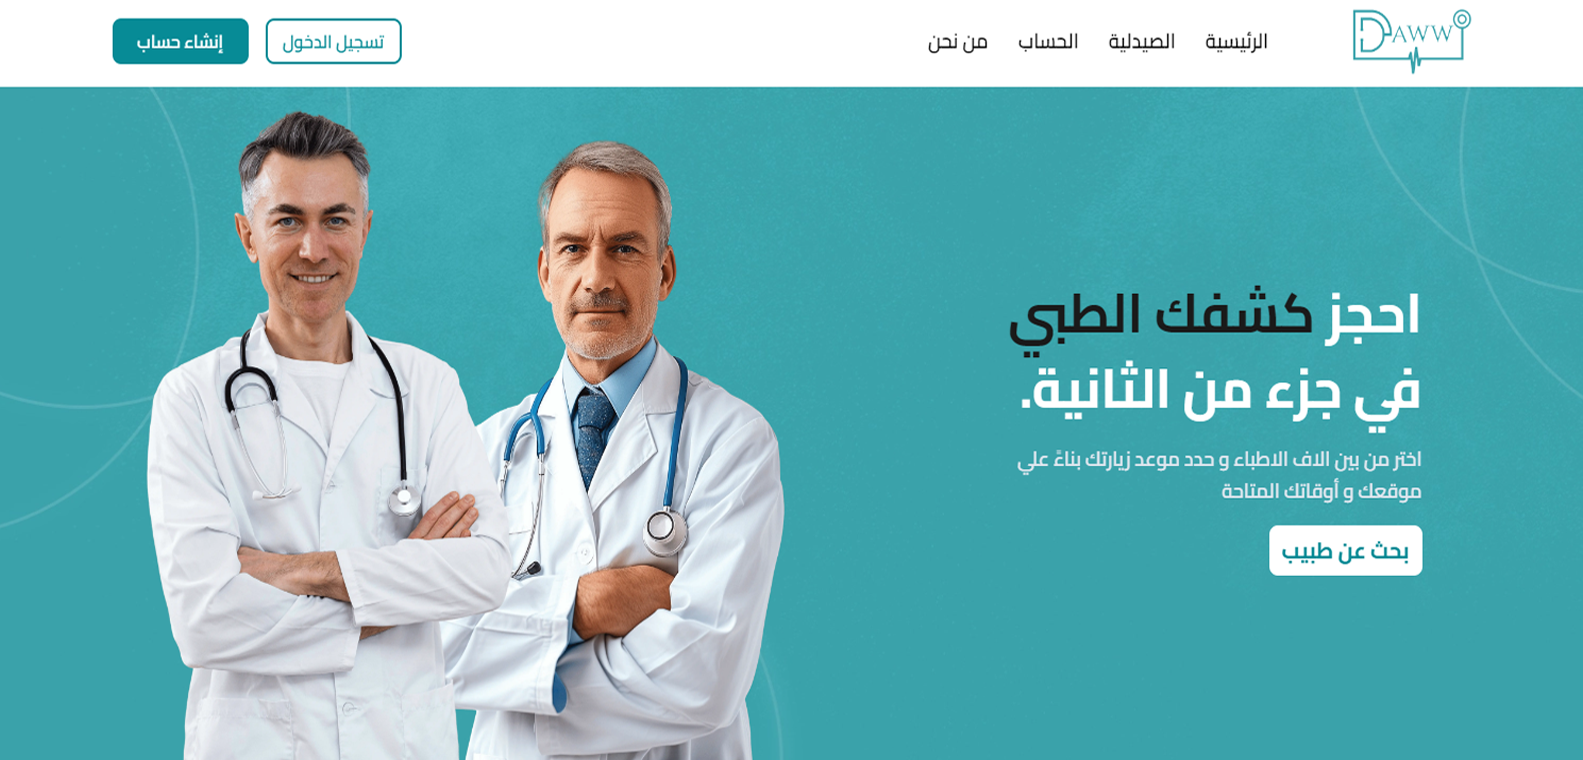 DAWW
الرئيسية
الصيدلية
الحساب
من نحن
تسجيل الدخول
إنشاء حساب
احجز كشفك الطبي
في جزء من الثانية.
اختر من بين الاف الاطباء و حدد موعد زيارتك بناءً علي
موقعك و أوقاتك المتاحة
بحث عن طبيب